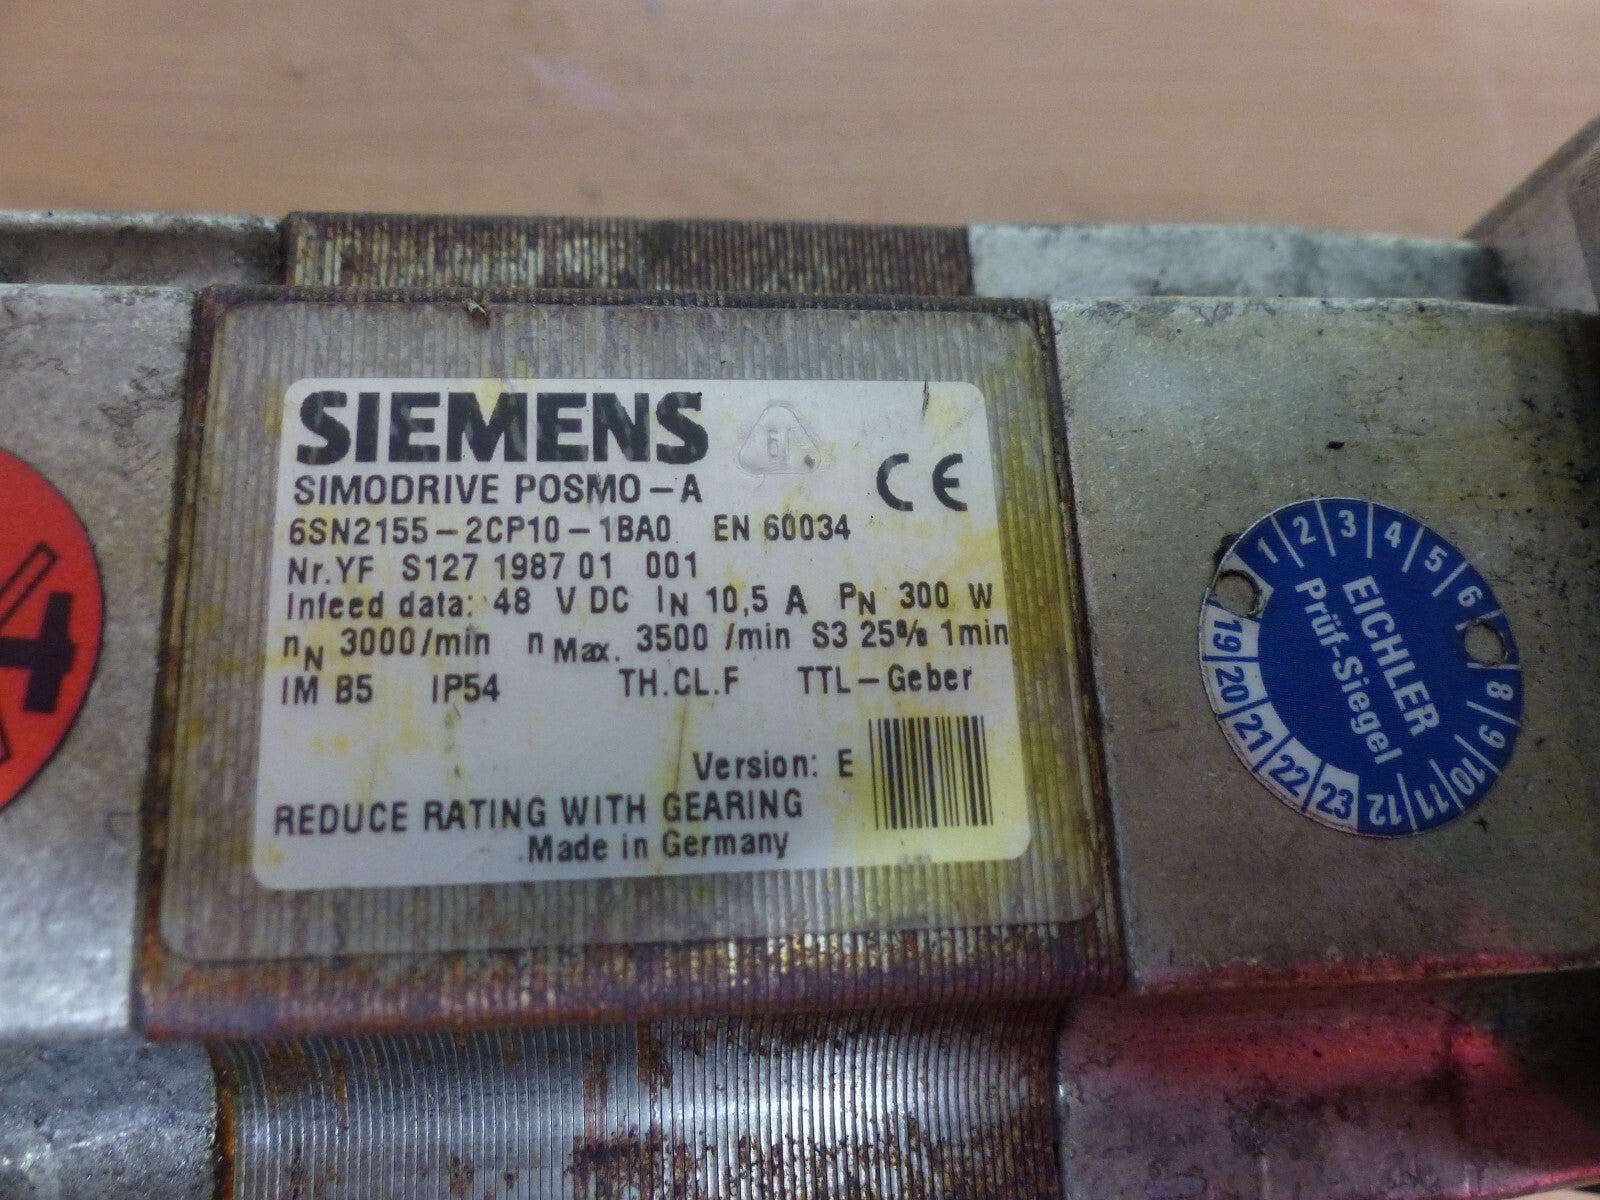 SIEMENS
CE
SIMODRIVE POSMO-A
6SN2155-2CP10-1BA0 EN 60034
Nr.YF S127 1987 01 001
Infeed data: 48 V DC IN 10,5 A PN 300 W
nN 3000/min nMax. 3500 /min S3 25% 1min
IM B5 IP54 TH.CL.F TTL-Geber
Version: E
REDUCE RATING WITH GEARING
Made in Germany
1 2 3 4 5 6 8 9 10 11 12
EICHLER
Prüf-Siegel
19 20 21 22 23